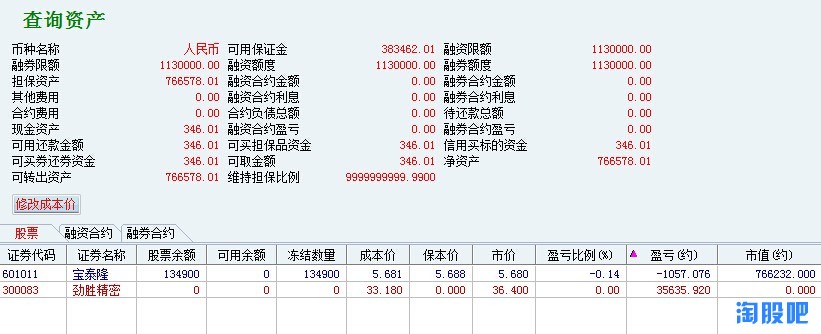 查询资产
币种名称 人民币 可用保证金 383462.01 融资限额 1130000.00
融券限额 1130000.00 融资额度 1130000.00 融券额度 1130000.00
担保资产 766578.01 融资合约金额 0.00 融券合约金额 0.00
其他费用 0.00 融资合约利息 0.00 融券合约利息 0.00
合约费用 0.00 合约负债总额 0.00 待还款总额 0.00
现金资产 346.01 融资合约盈亏 0.00 融券合约盈亏 0.00
可用还款金额 346.01 可买担保品资金 346.01 信用买标的资金 346.01
可买券还券资金 346.01 可取金额 346.01 净资产 766578.01
可转出资产 766578.01 维持担保比例 9999999999.9900
修改成本价
股票 融资合约 融券合约
证券代码 证券名称 股票余额 可用余额 冻结数量 成本价 保本价 市价 盈亏比例(%) 盈亏(约) 市值(约)
601011 宝泰隆 134900 0 134900 5.681 5.688 5.680 -0.14 -1057.076 766232.000
300083 劲胜精密 0 0 0 33.180 0.000 36.400 0.00 35635.920 0.000
淘股吧